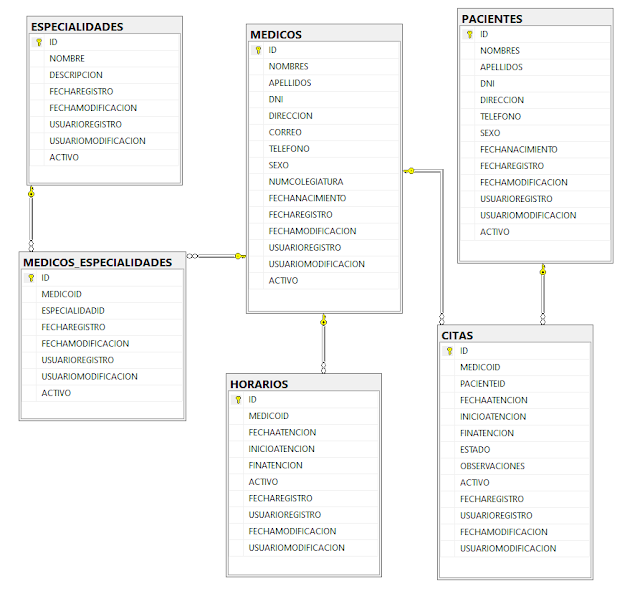 ESPECIALIDADES
ID
NOMBRE
DESCRIPCION
FECHAREGISTRO
FECHAMODIFICACION
USUARIOREGISTRO
USUARIOMODIFICACION
ACTIVO
MEDICOS
ID
NOMBRES
APELLIDOS
DNI
DIRECCION
CORREO
TELEFONO
SEXO
NUMCOLEGIATURA
FECHANACIMIENTO
FECHAREGISTRO
FECHAMODIFICACION
USUARIOREGISTRO
USUARIOMODIFICACION
ACTIVO
PACIENTES
ID
NOMBRES
APELLIDOS
DNI
DIRECCION
TELEFONO
SEXO
FECHANACIMIENTO
FECHAREGISTRO
FECHAMODIFICACION
USUARIOREGISTRO
USUARIOMODIFICACION
ACTIVO
MEDICOS_ESPECIALIDADES
ID
MEDICOID
ESPECIALIDADID
FECHAREGISTRO
FECHAMODIFICACION
USUARIOREGISTRO
USUARIOMODIFICACION
ACTIVO
HORARIOS
ID
MEDICOID
FECHAATENCION
INICIOATENCION
FINATENCION
ACTIVO
FECHAREGISTRO
USUARIOREGISTRO
FECHAMODIFICACION
USUARIOMODIFICACION
CITAS
ID
MEDICOID
PACIENTEID
FECHAATENCION
INICIOATENCION
FINATENCION
ESTADO
OBSERVACIONES
ACTIVO
FECHAREGISTRO
USUARIOREGISTRO
FECHAMODIFICACION
USUARIOMODIFICACION